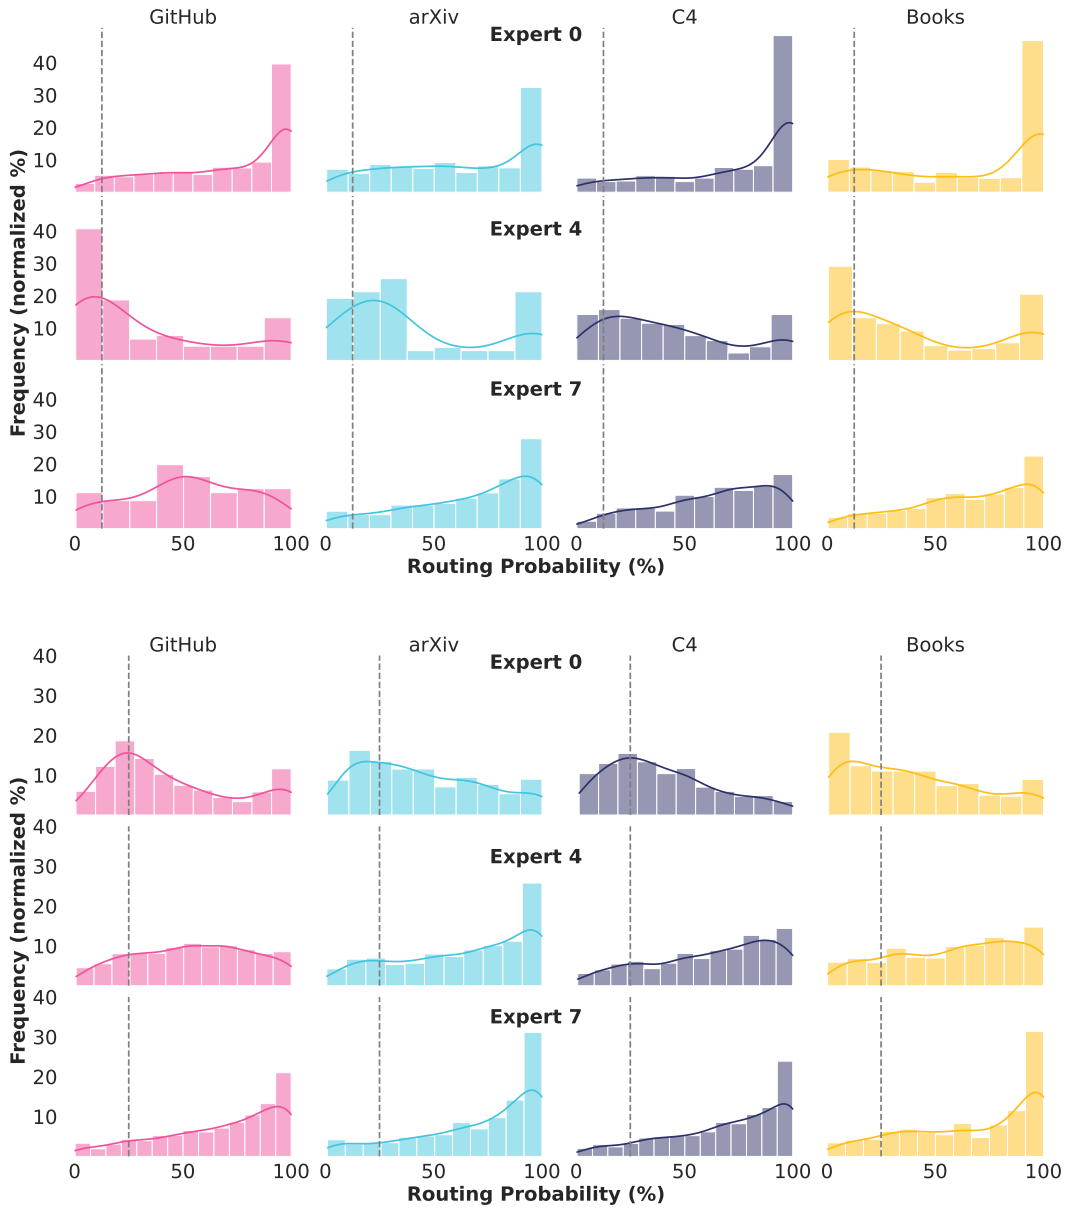 GitHub arXiv C4 Books
Expert 0
40
30
20
10
Expert 4
40
30
20
10
Expert 7
40
30
20
10
Frequency (normalized %)
0 50 100 0 50 100 0 50 100 0 50 100
Routing Probability (%)
GitHub arXiv C4 Books
Expert 0
40
30
20
10
Expert 4
40
30
20
10
Expert 7
40
30
20
10
Frequency (normalized %)
0 50 100 0 50 100 0 50 100 0 50 100
Routing Probability (%)